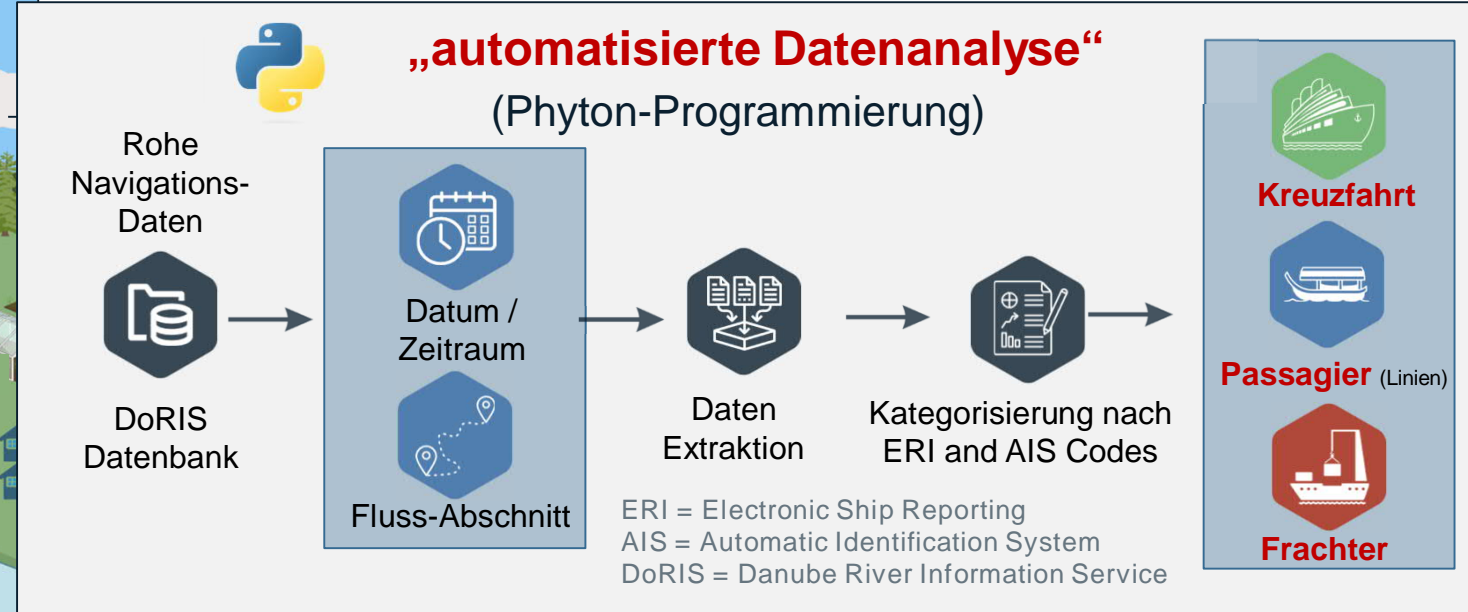 „automatisierte Datenanalyse“
(Phyton-Programmierung)
Rohe
Navigations-
Daten
DoRIS
Datenbank
Datum /
Zeitraum
Fluss-Abschnitt
Daten
Extraktion
Kategorisierung nach
ERI and AIS Codes
ERI = Electronic Ship Reporting
AIS = Automatic Identification System
DoRIS = Danube River Information Service
Kreuzfahrt
Passagier (Linien)
Frachter